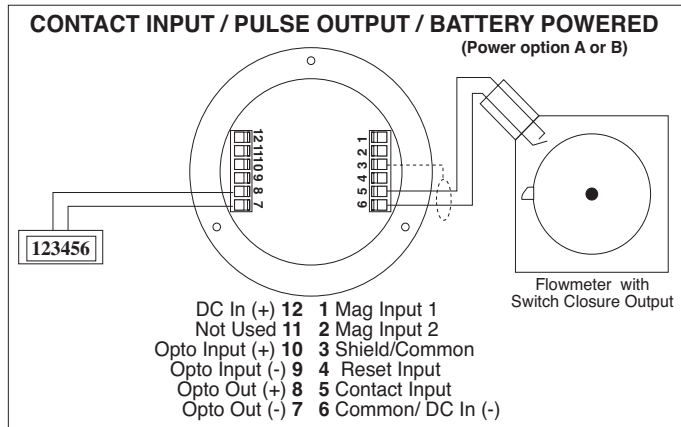 CONTACT INPUT / PULSE OUTPUT / BATTERY POWERED
(Power option A or B)
12 11 10 9 8 7
1 2 3 4 5 6
123456
Flowmeter with
Switch Closure Output
DC In (+) 12 1 Mag Input 1
Not Used 11 2 Mag Input 2
Opto Input (+) 10 3 Shield/Common
Opto Input (-) 9 4 Reset Input
Opto Out (+) 8 5 Contact Input
Opto Out (-) 7 6 Common/ DC In (-)